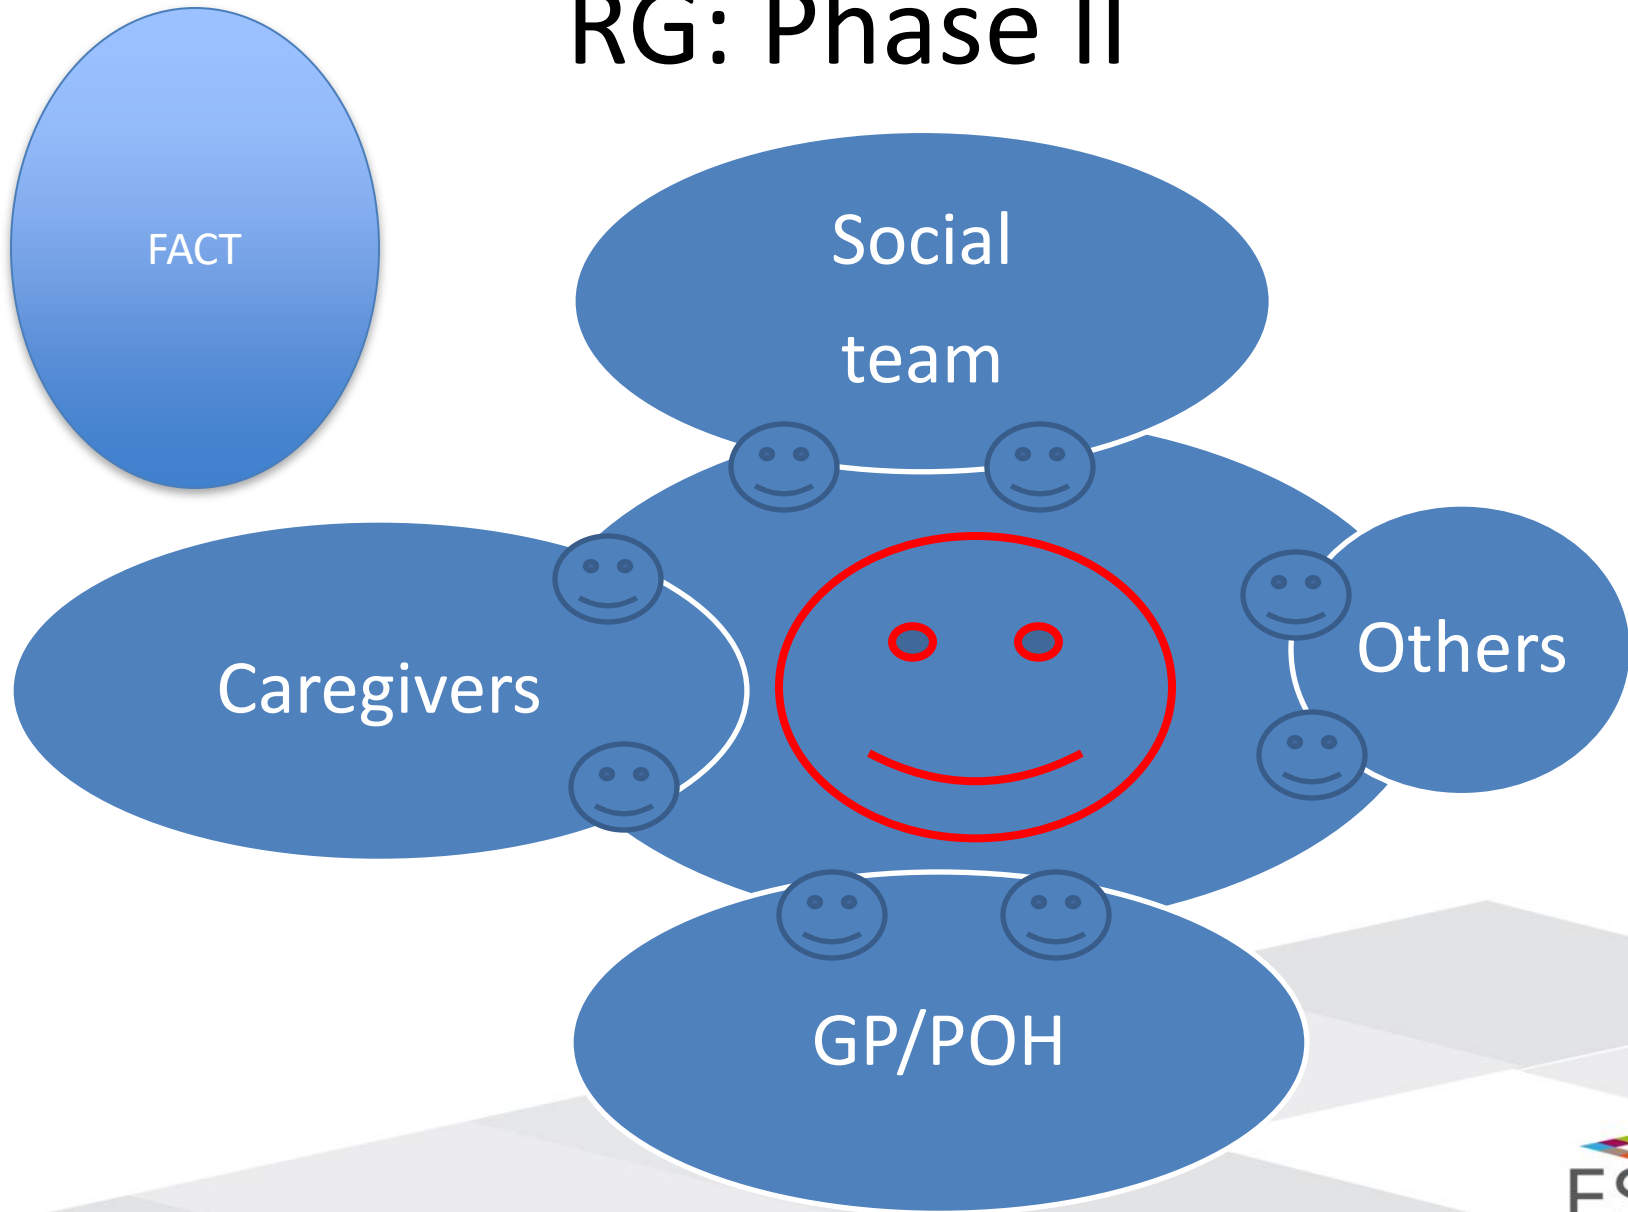 RG: Phase II
FACT
Social
team
Caregivers
Others
GP/POH